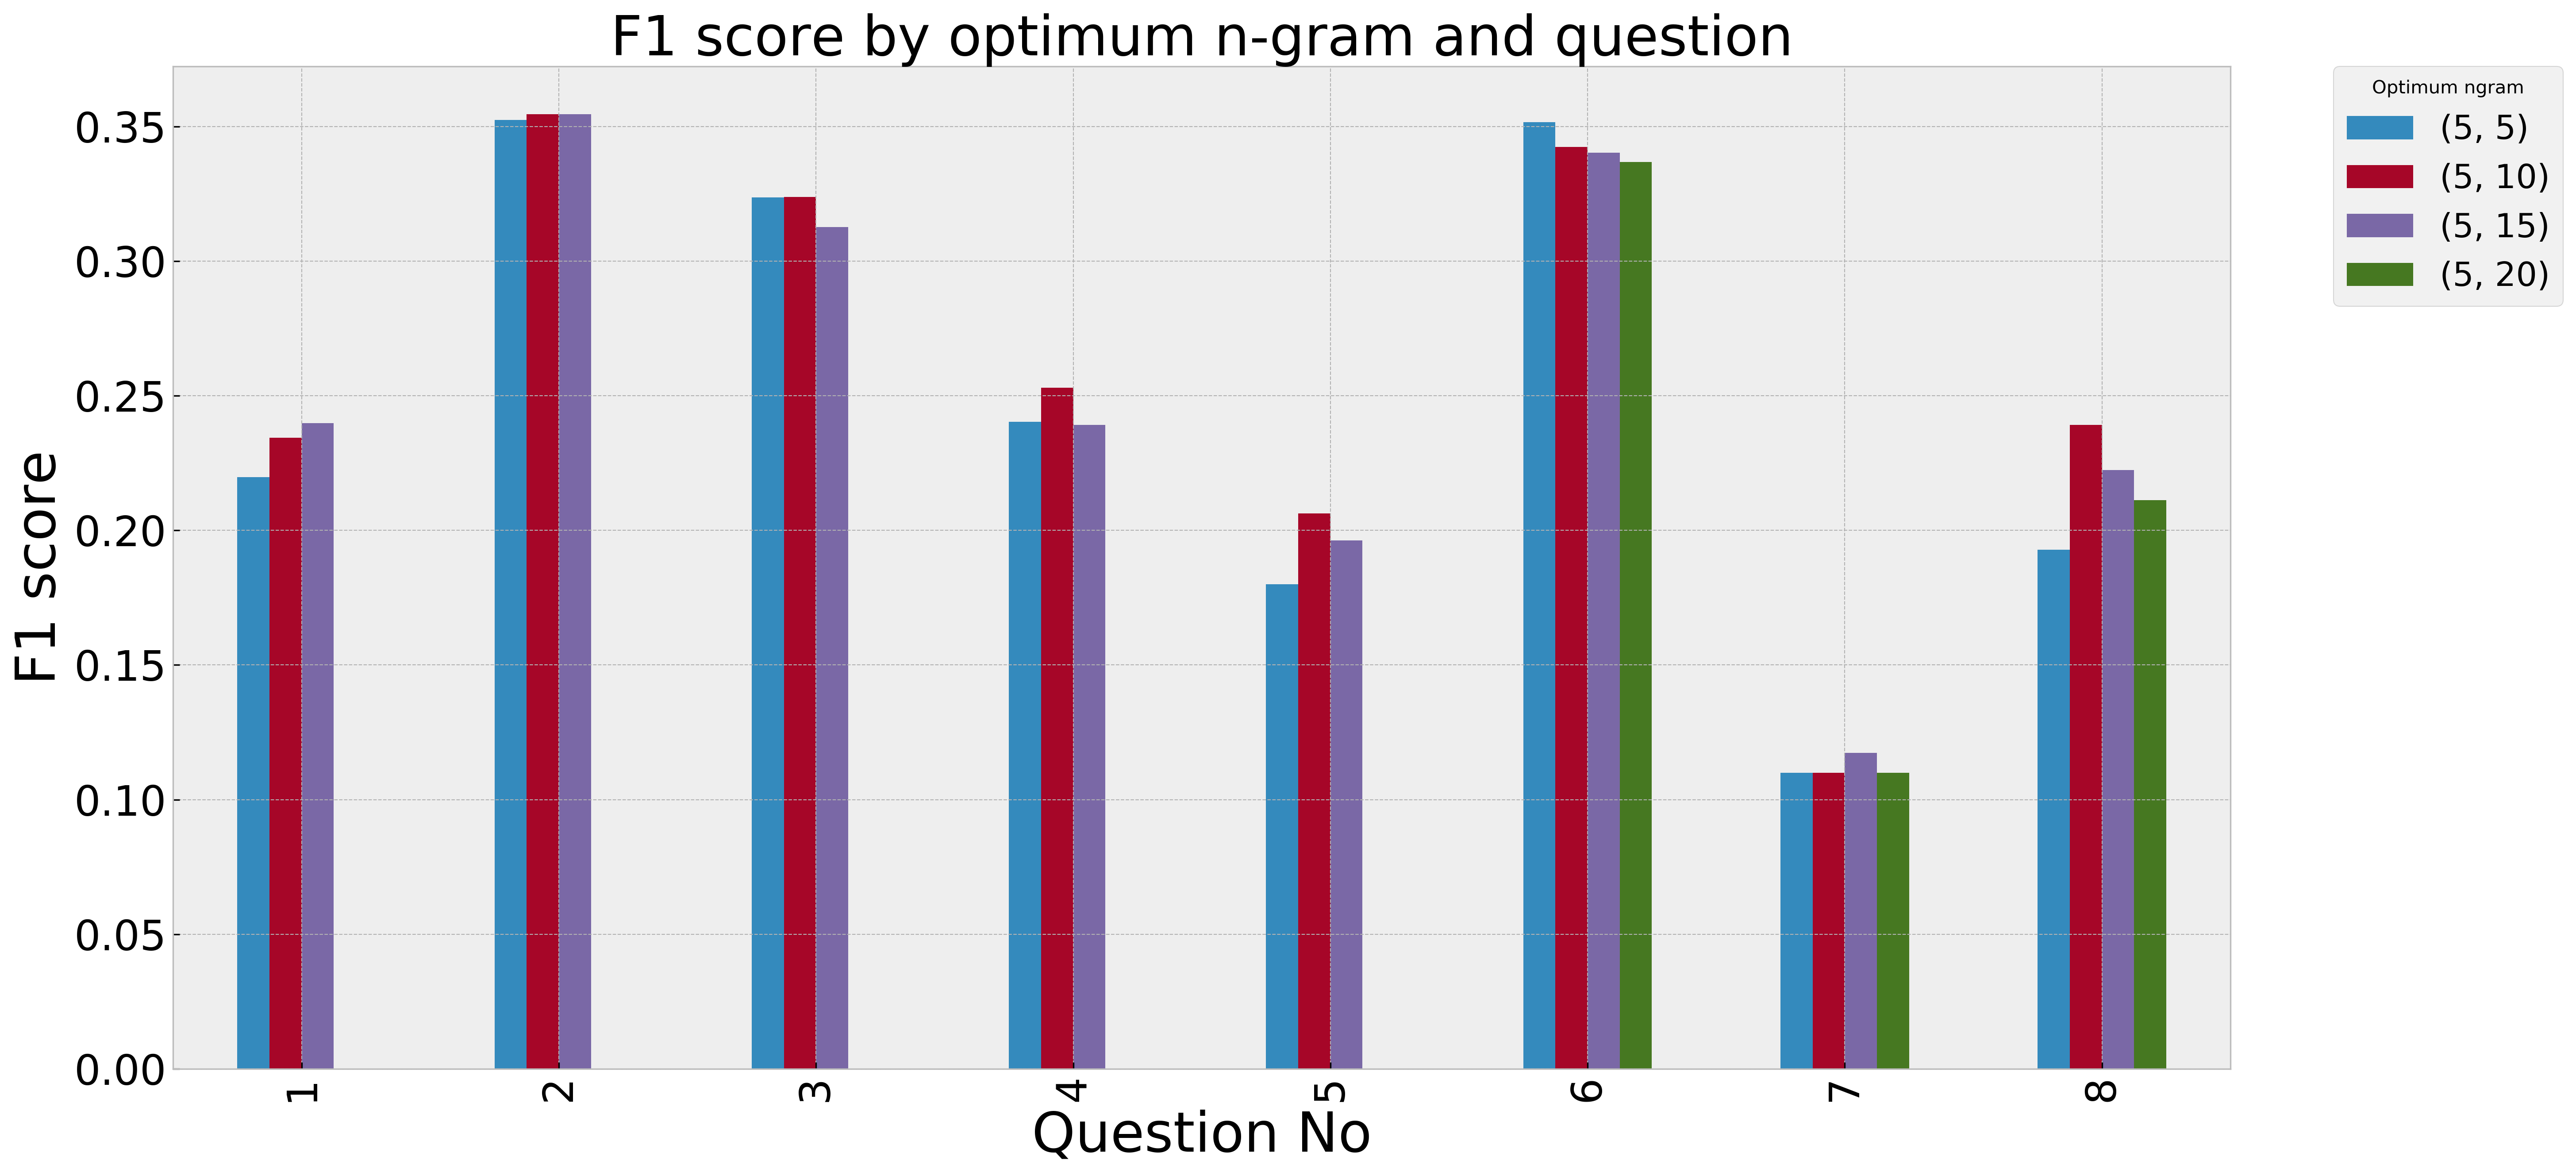 F1 score by optimum n-gram and question
F1 score
0.35
0.30
0.25
0.20
0.15
0.10
0.05
0.00
1 2 3 4 5 6 7 8
Question No
Optimum ngram
(5, 5)
(5, 10)
(5, 15)
(5, 20)